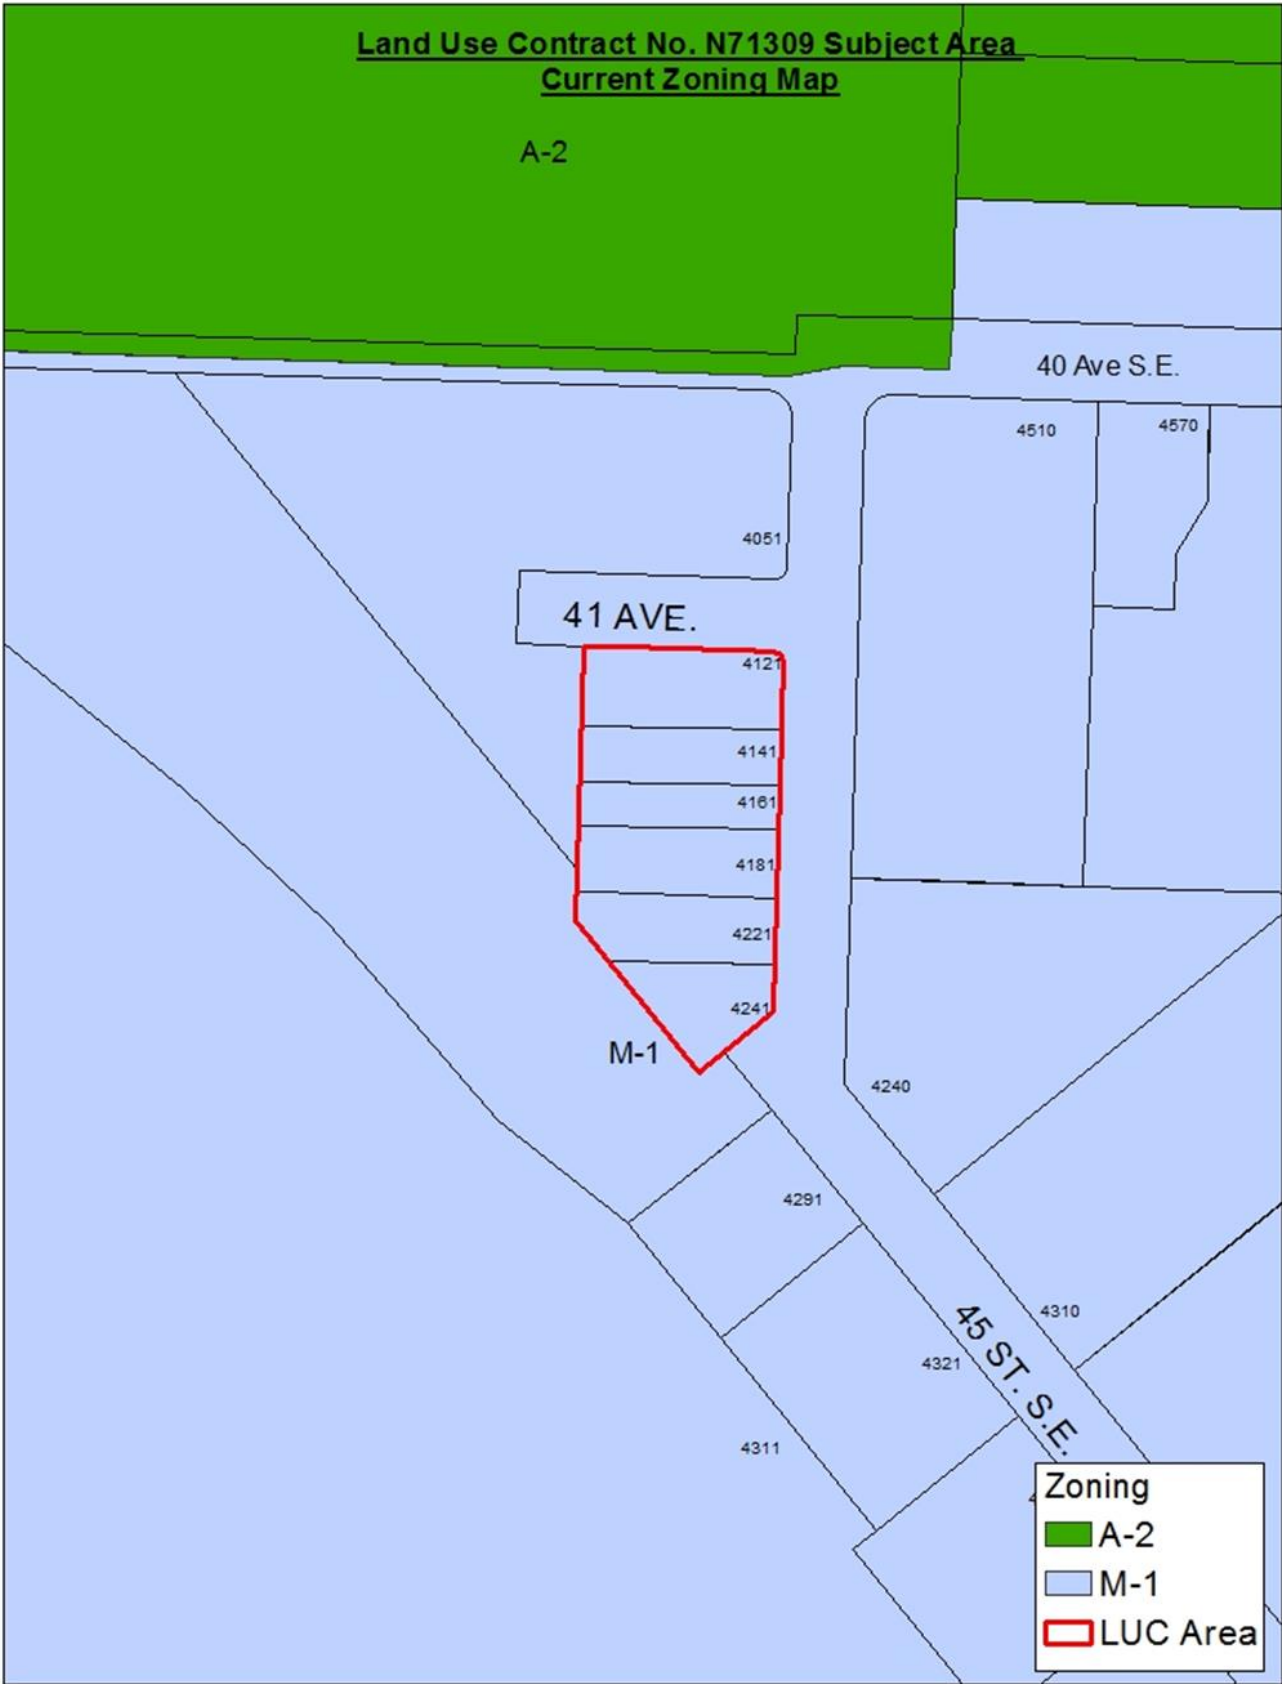 Land Use Contract No. N71309 Subject Area
Current Zoning Map
A-2
40 Ave S.E.
4510
4570
4051
41 AVE.
4121
4141
4161
4181
4221
4241
M-1
4240
4291
4310
45 ST. S.E.
4321
4311
Zoning
A-2
M-1
LUC Area